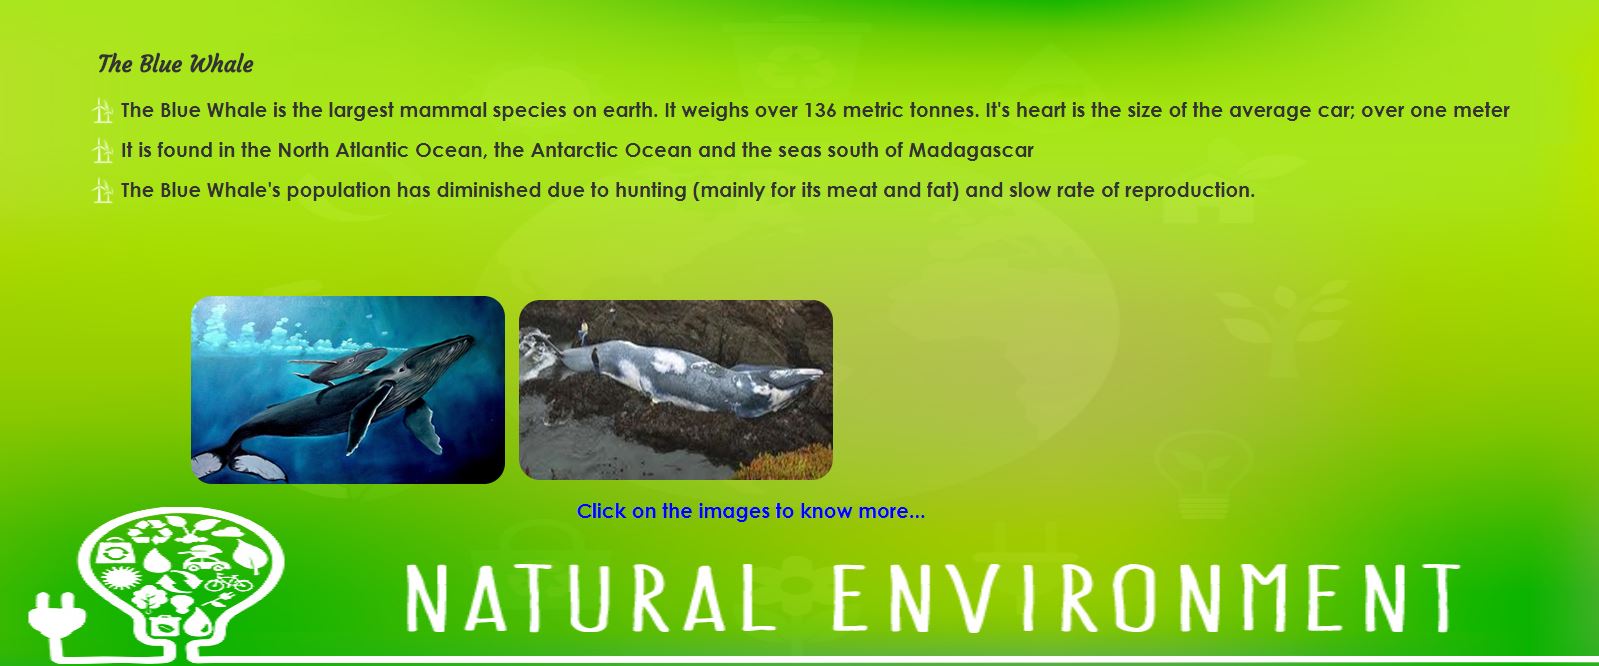 The Blue Whale
The Blue Whale is the largest mammal species on earth. It weighs over 136 metric tonnes. It's heart is the size of the average car; over one meter
It is found in the North Atlantic Ocean, the Antarctic Ocean and the seas south of Madagascar
The Blue Whale's population has diminished due to hunting (mainly for its meat and fat) and slow rate of reproduction.
Click on the images to know more...
NATURAL ENVIRONMENT